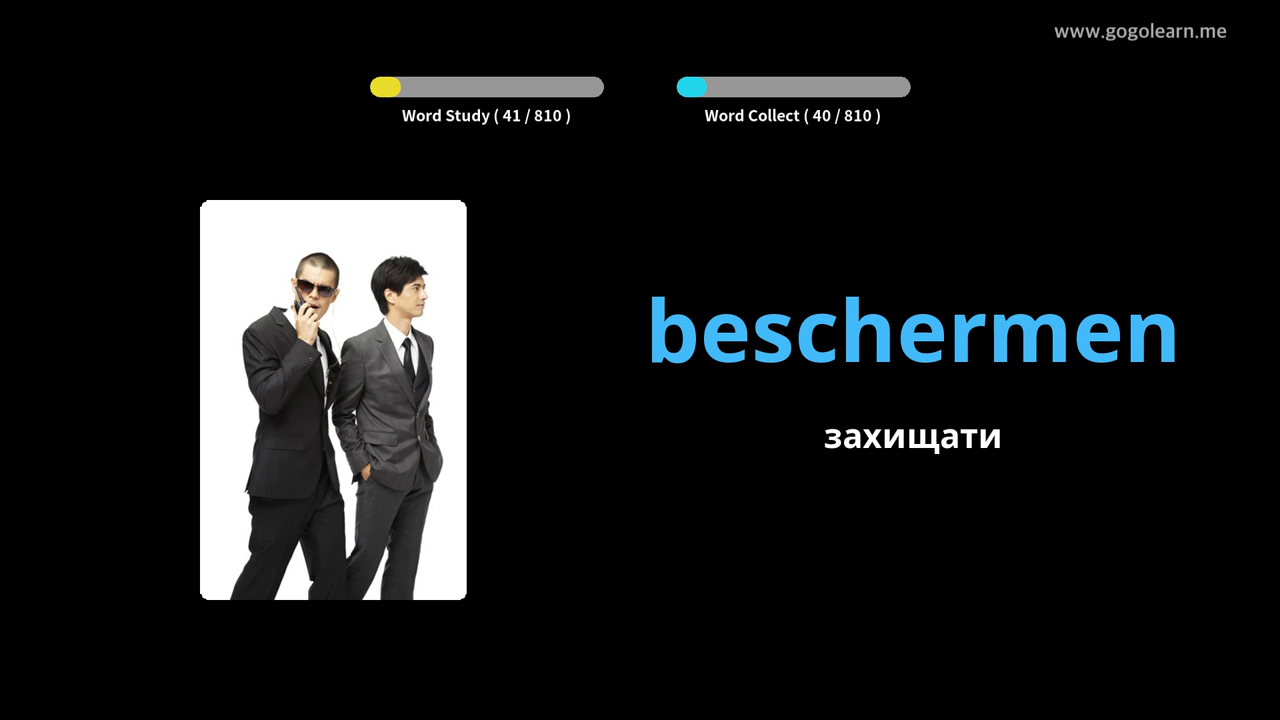 www.gogolearn.me
Word Study ( 41 / 810 )
Word Collect ( 40 / 810 )
beschermen
захищати